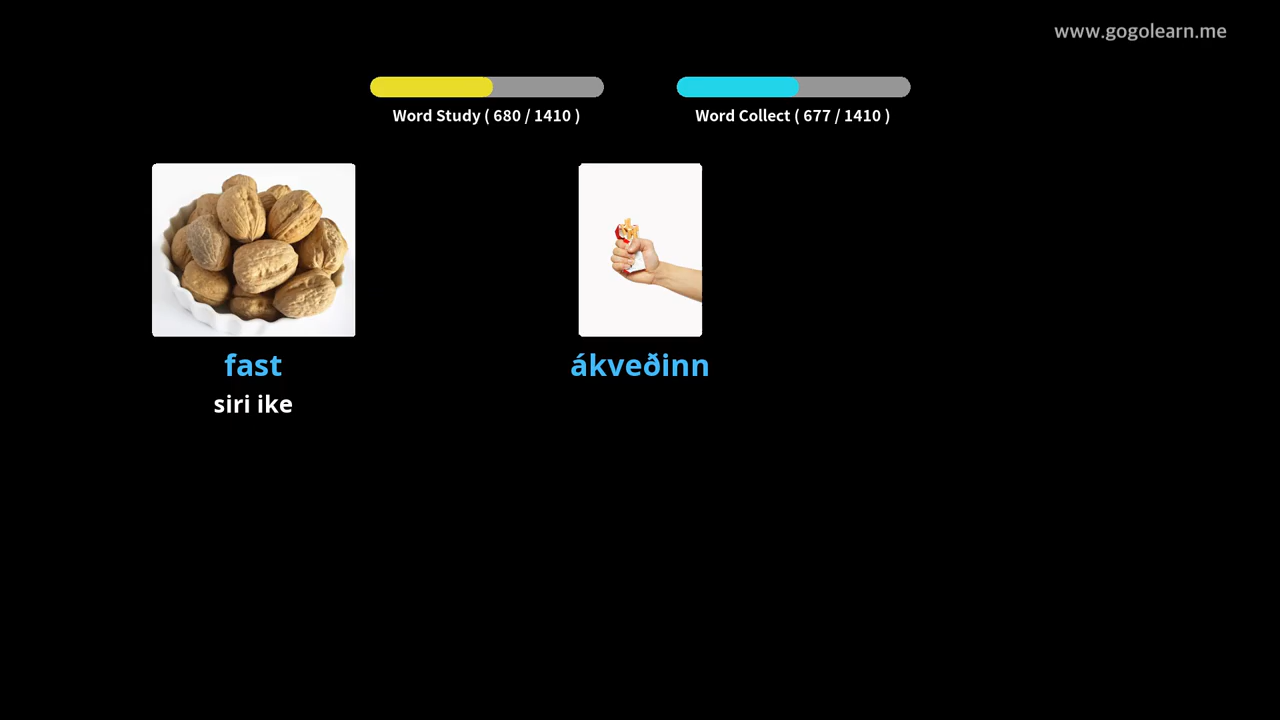 www.gogolearn.me
Word Study ( 680 / 1410 )
Word Collect ( 677 / 1410 )
fast
siri ike
ákveðinn